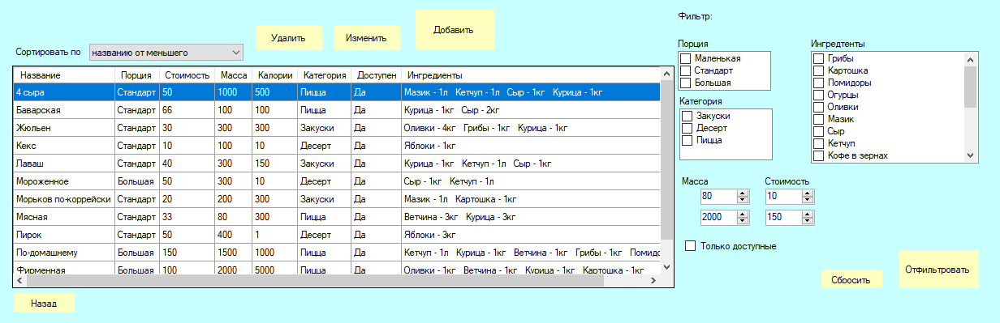 Фильтр:
Удалить
Изменить
Добавить
Сортировать по
названию от меньшего
Порция
Маленькая
Стандарт
Большая
Категория
Закуски
Десерт
Пицца
Ингредтенты
Грибы
Картошка
Помидоры
Огурцы
Оливки
Мазик
Сыр
Кетчуп
Кофе в зернах
Название Порция Стоимость Масса Калории Категория Доступен Ингредиенты
4 сыра Стандарт 50 1000 500 Пицца Да Мазик - 1л Кетчуп - 1л Сыр - 1кг Курица - 1кг
Баварская Стандарт 66 100 100 Пицца Да Курица - 1кг Сыр - 2кг
Жюльен Стандарт 30 300 300 Закуски Да Оливки - 4кг Грибы - 1кг Курица - 1кг
Кекс Стандарт 10 100 10 Десерт Да Яблоки - 1кг
Лаваш Стандарт 40 300 150 Закуски Да Курица - 1кг Кетчуп - 1л Сыр - 1кг
Мороженное Большая 50 300 10 Десерт Да Сыр - 1кг Кетчуп - 1л
Морьков по-коррейски Стандарт 20 200 300 Закуски Да Мазик - 1л Картошка - 1кг
Мясная Стандарт 33 80 300 Пицца Да Ветчина - 3кг Курица - 3кг
Пирок Стандарт 50 400 1 Десерт Да Яблоки - 3кг
По-домашнему Большая 150 1500 1000 Пицца Да Кетчуп - 1л Курица - 1кг Ветчина - 1кг Грибы - 1кг Помидо
Фирменная Большая 100 2000 5000 Пицца Да Оливки - 1кг Ветчина - 1кг Курица - 1кг Картошка - 1кг
Масса Стоимость
80 10
2000 150
Только доступные
Сбросить
Отфильтровать
Назад